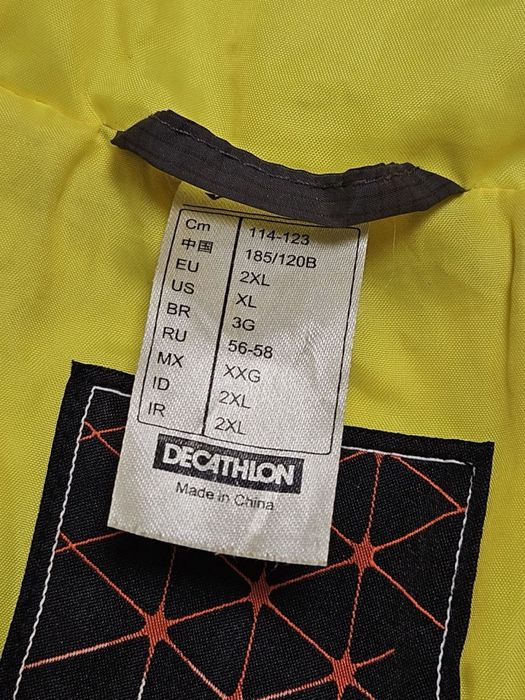 Cm 114-123
中国 185/120B
EU 2XL
US XL
BR 3G
RU 56-58
MX XXG
ID 2XL
IR 2XL
DECATHLON
Made in China